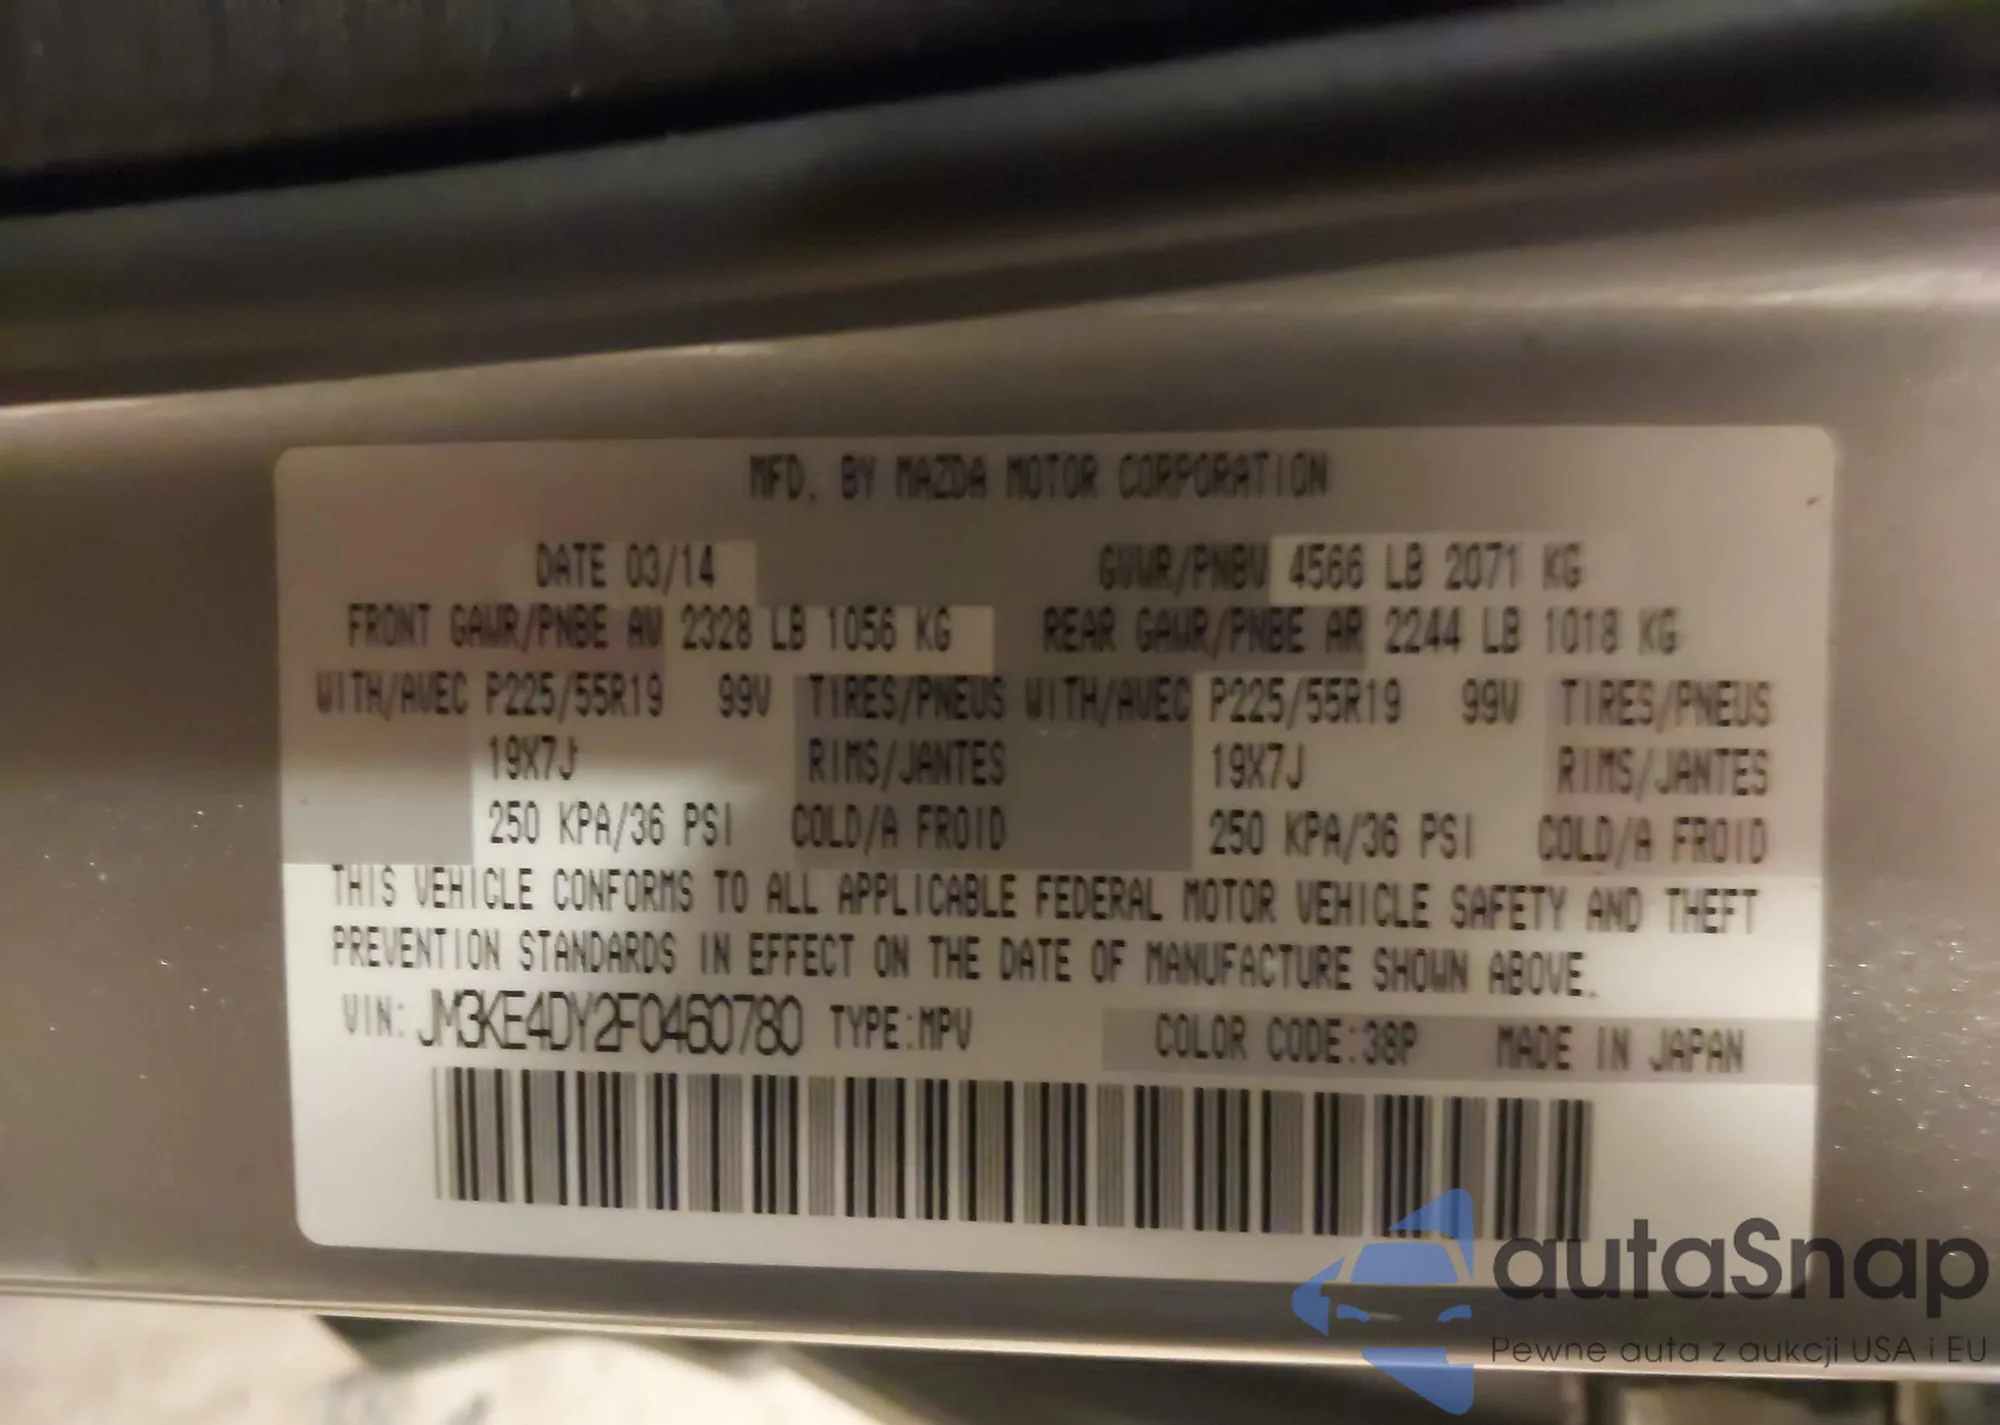 MFD. BY MAZDA MOTOR CORPORATION
DATE 03/14 GVWR/PNBV 4566 LB 2071 KG
FRONT GAWR/PNBE AV 2328 LB 1056 KG REAR GAWR/PNBE AR 2244 LB 1018 KG
WITH/AVEC P225/55R19 99V TIRES/PNEUS WITH/AVEC P225/55R19 99V TIRES/PNEUS
19X7J RIMS/JANTES 19X7J RIMS/JANTES
250 KPA/36 PSI COLD/A FROID 250 KPA/36 PSI COLD/A FROID
THIS VEHICLE CONFORMS TO ALL APPLICABLE FEDERAL MOTOR VEHICLE SAFETY AND THEFT
PREVENTION STANDARDS IN EFFECT ON THE DATE OF MANUFACTURE SHOWN ABOVE.
VIN: JM3KE4DY2F0460780 TYPE:MPV COLOR CODE:38P MADE IN JAPAN
autaSnap
Pewne auta z aukcji USA i EU